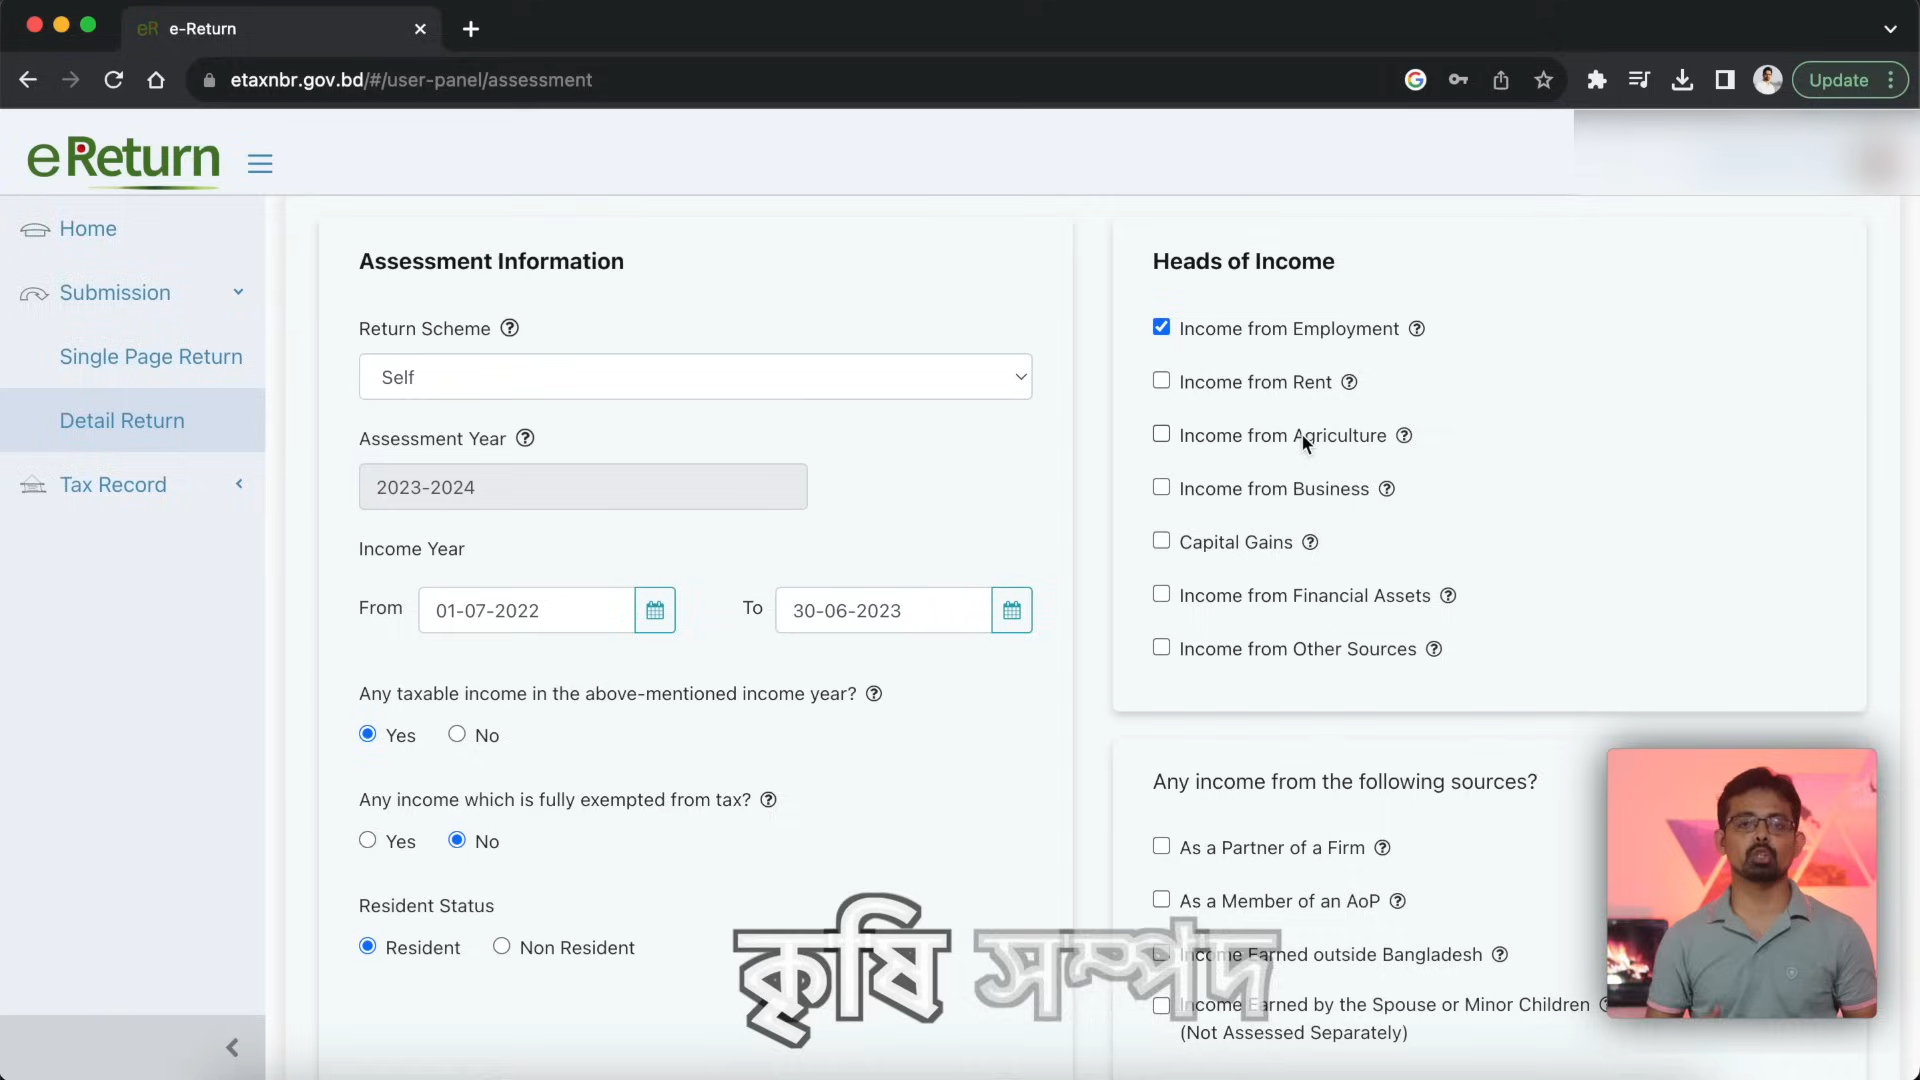 eR e-Return
etaxnbr.gov.bd/#/user-panel/assessment
Update
eReturn
Home
Submission
Single Page Return
Detail Return
Tax Record
Assessment Information
Return Scheme
Self
Assessment Year
2023-2024
Income Year
From 01-07-2022 To 30-06-2023
Any taxable income in the above-mentioned income year?
Yes No
Any income which is fully exempted from tax?
Yes No
Resident Status
Resident Non Resident
Heads of Income
Income from Employment
Income from Rent
Income from Agriculture
Income from Business
Capital Gains
Income from Financial Assets
Income from Other Sources
Any income from the following sources?
As a Partner of a Firm
As a Member of an AoP
Income Earned outside Bangladesh
Income Earned by the Spouse or Minor Children
(Not Assessed Separately)
কৃষি সম্পদ